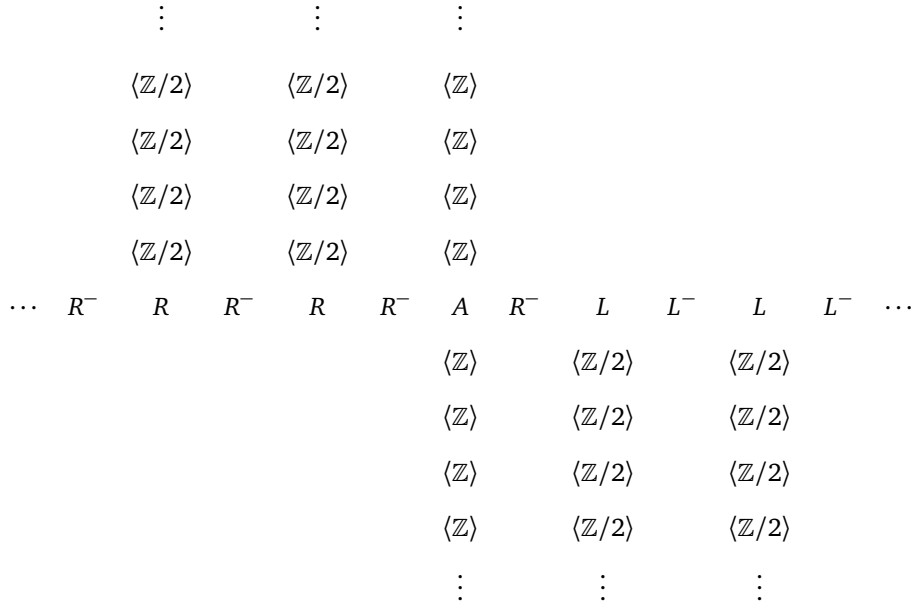 ⋮ ⋮ ⋮
⟨ℤ/2⟩ ⟨ℤ/2⟩ ⟨ℤ⟩
⟨ℤ/2⟩ ⟨ℤ/2⟩ ⟨ℤ⟩
⟨ℤ/2⟩ ⟨ℤ/2⟩ ⟨ℤ⟩
⟨ℤ/2⟩ ⟨ℤ/2⟩ ⟨ℤ⟩
⋯ R⁻ R R⁻ R R⁻ A R⁻ L L⁻ L L⁻ ⋯
⟨ℤ⟩ ⟨ℤ/2⟩ ⟨ℤ/2⟩
⟨ℤ⟩ ⟨ℤ/2⟩ ⟨ℤ/2⟩
⟨ℤ⟩ ⟨ℤ/2⟩ ⟨ℤ/2⟩
⟨ℤ⟩ ⟨ℤ/2⟩ ⟨ℤ/2⟩
⋮ ⋮ ⋮